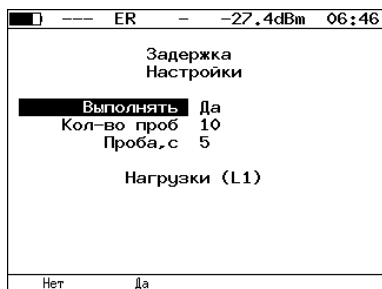 --- ER - -27.4dBm 06:46
Задержка
Настройки
Выполнять Да
Кол-во проб 10
Проба,с 5
Нагрузки (L1)
Нет Да